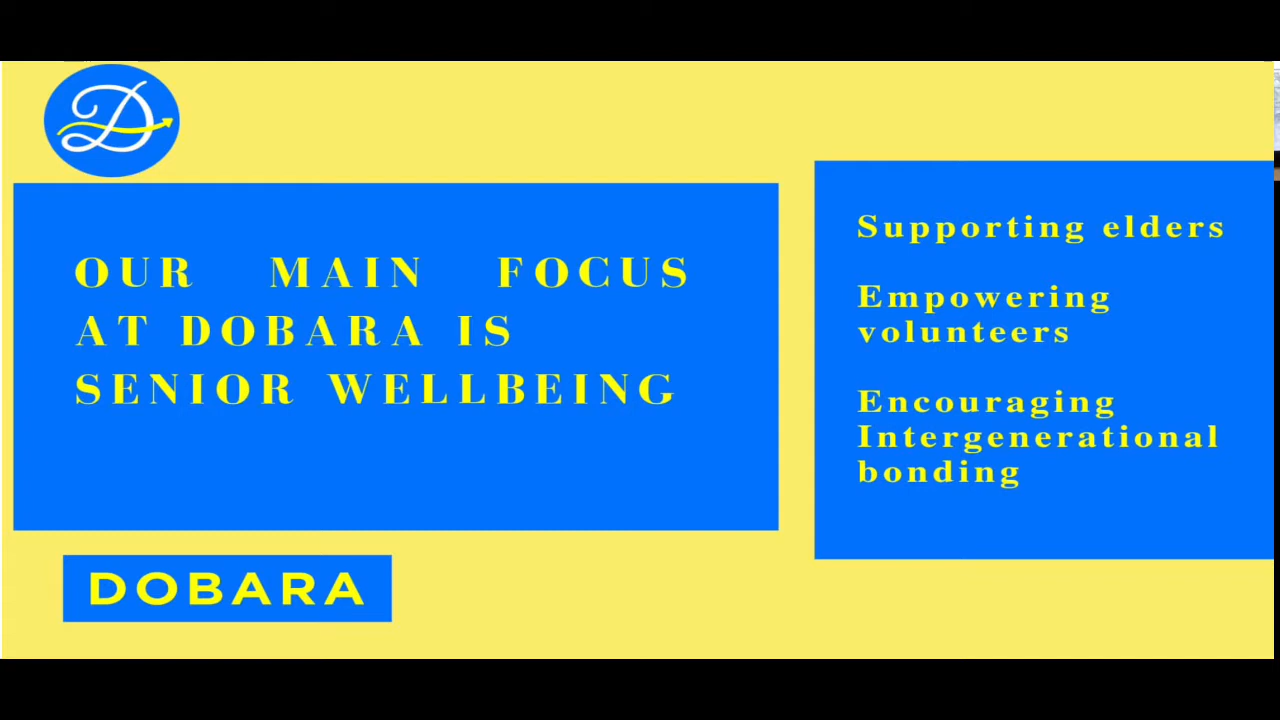 D
OUR MAIN FOCUS
AT DOBARA IS
SENIOR WELLBEING
Supporting elders
Empowering
volunteers
Encouraging
Intergenerational
bonding
DOBARA